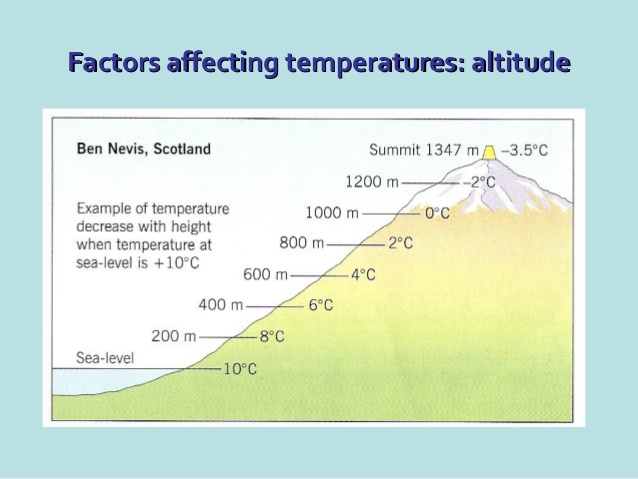 Factors affecting temperatures: altitude
Ben Nevis, Scotland
Summit 1347 m -3.5°C
1200 m -2°C
Example of temperature
decrease with height
when temperature at
sea-level is +10°C
1000 m 0°C
800 m 2°C
600 m 4°C
400 m 6°C
200 m 8°C
Sea-level
10°C